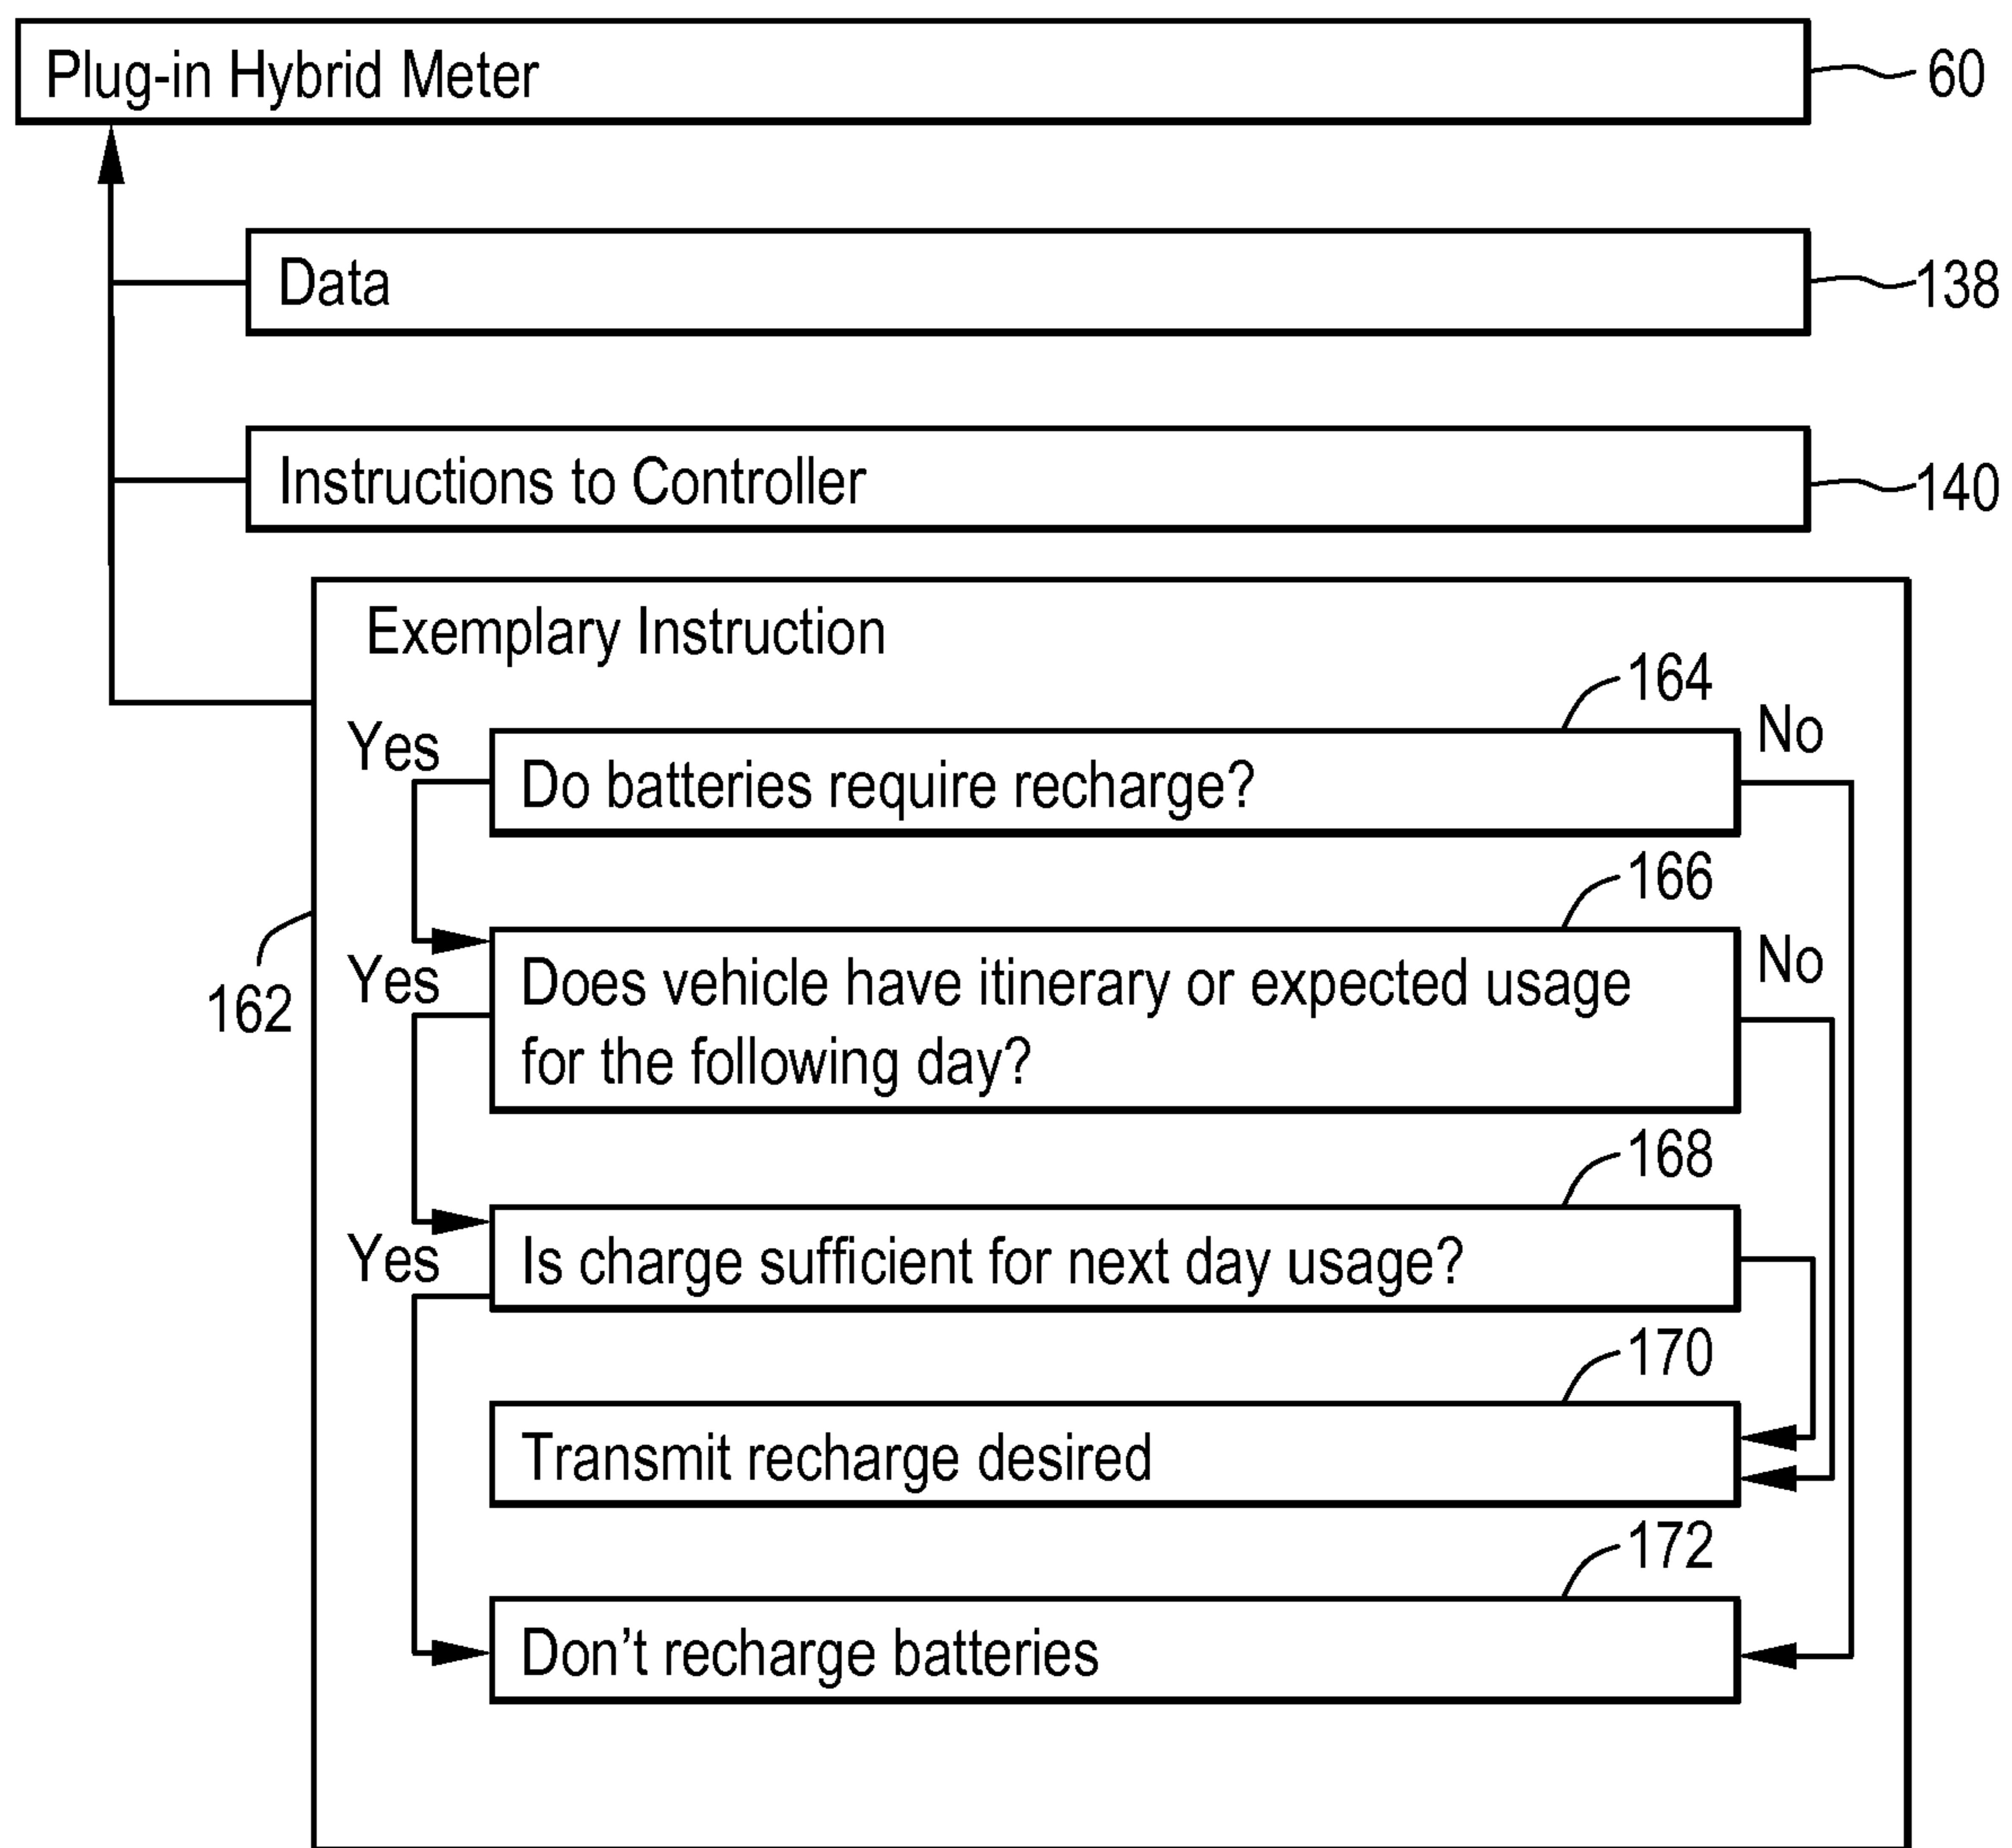 Plug-in Hybrid Meter
60
Data
138
Instructions to Controller
140
Exemplary Instruction
164
Yes
No
Do batteries require recharge?
166
Yes
No
Does vehicle have itinerary or expected usage
for the following day?
162
168
Yes
Is charge sufficient for next day usage?
170
Transmit recharge desired
172
Don't recharge batteries